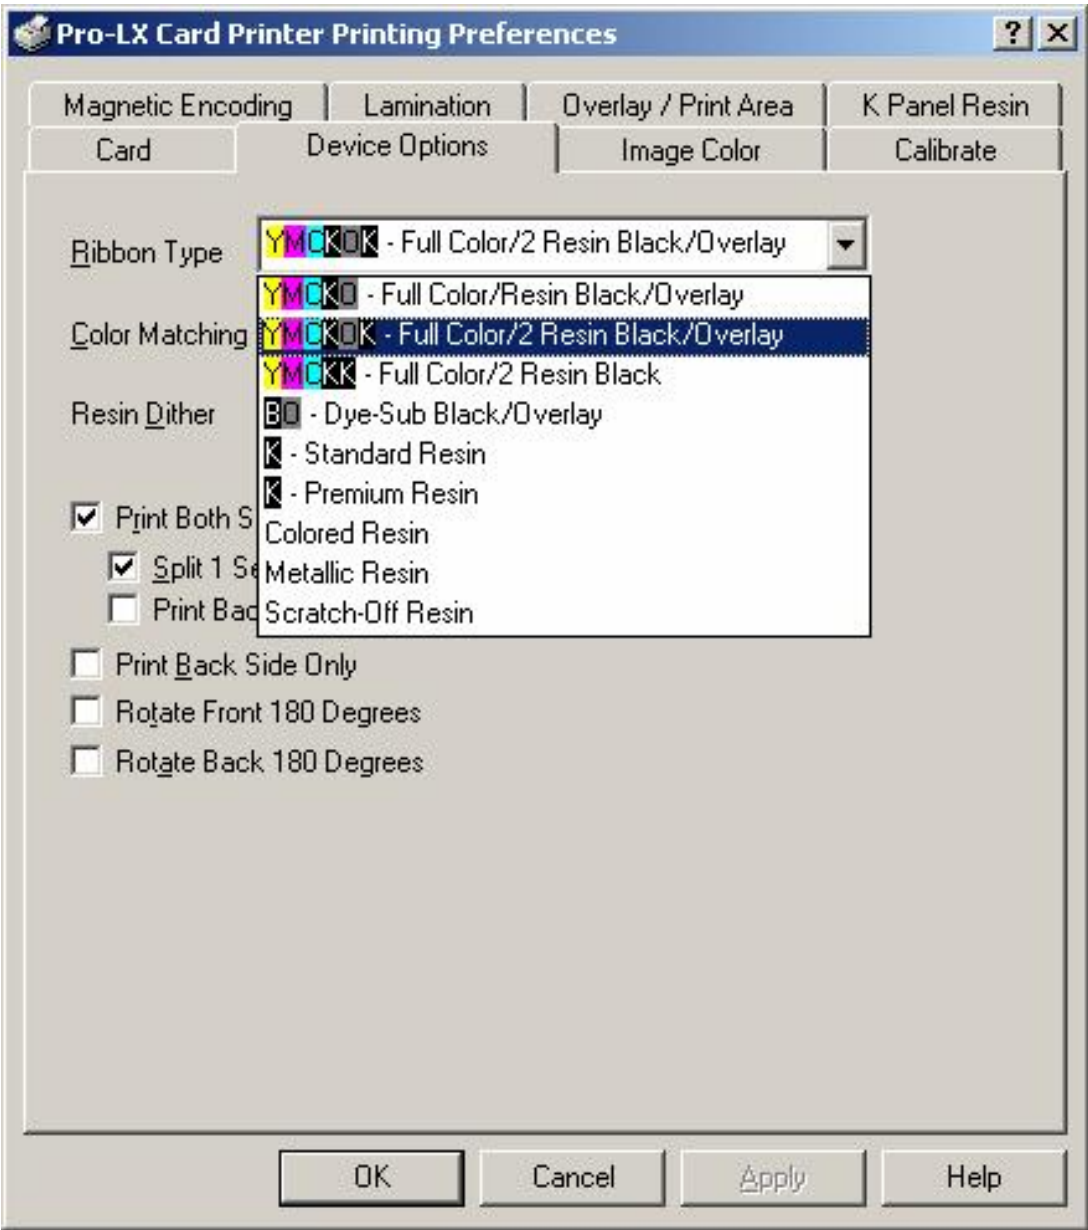 Pro-LX Card Printer Printing Preferences
Magnetic Encoding Lamination Overlay / Print Area K Panel Resin
Card Device Options Image Color Calibrate
Ribbon Type YMCKOK - Full Color/2 Resin Black/Overlay
YMCKO - Full Color/Resin Black/Overlay
Color Matching YMCKOK - Full Color/2 Resin Black/Overlay
YMCKK - Full Color/2 Resin Black
Resin Dither BO - Dye-Sub Black/Overlay
K - Standard Resin
K - Premium Resin
Print Both S
Colored Resin
Split 1 Se
Metallic Resin
Print Bac
Scratch-Off Resin
Print Back Side Only
Rotate Front 180 Degrees
Rotate Back 180 Degrees
OK Cancel Apply Help